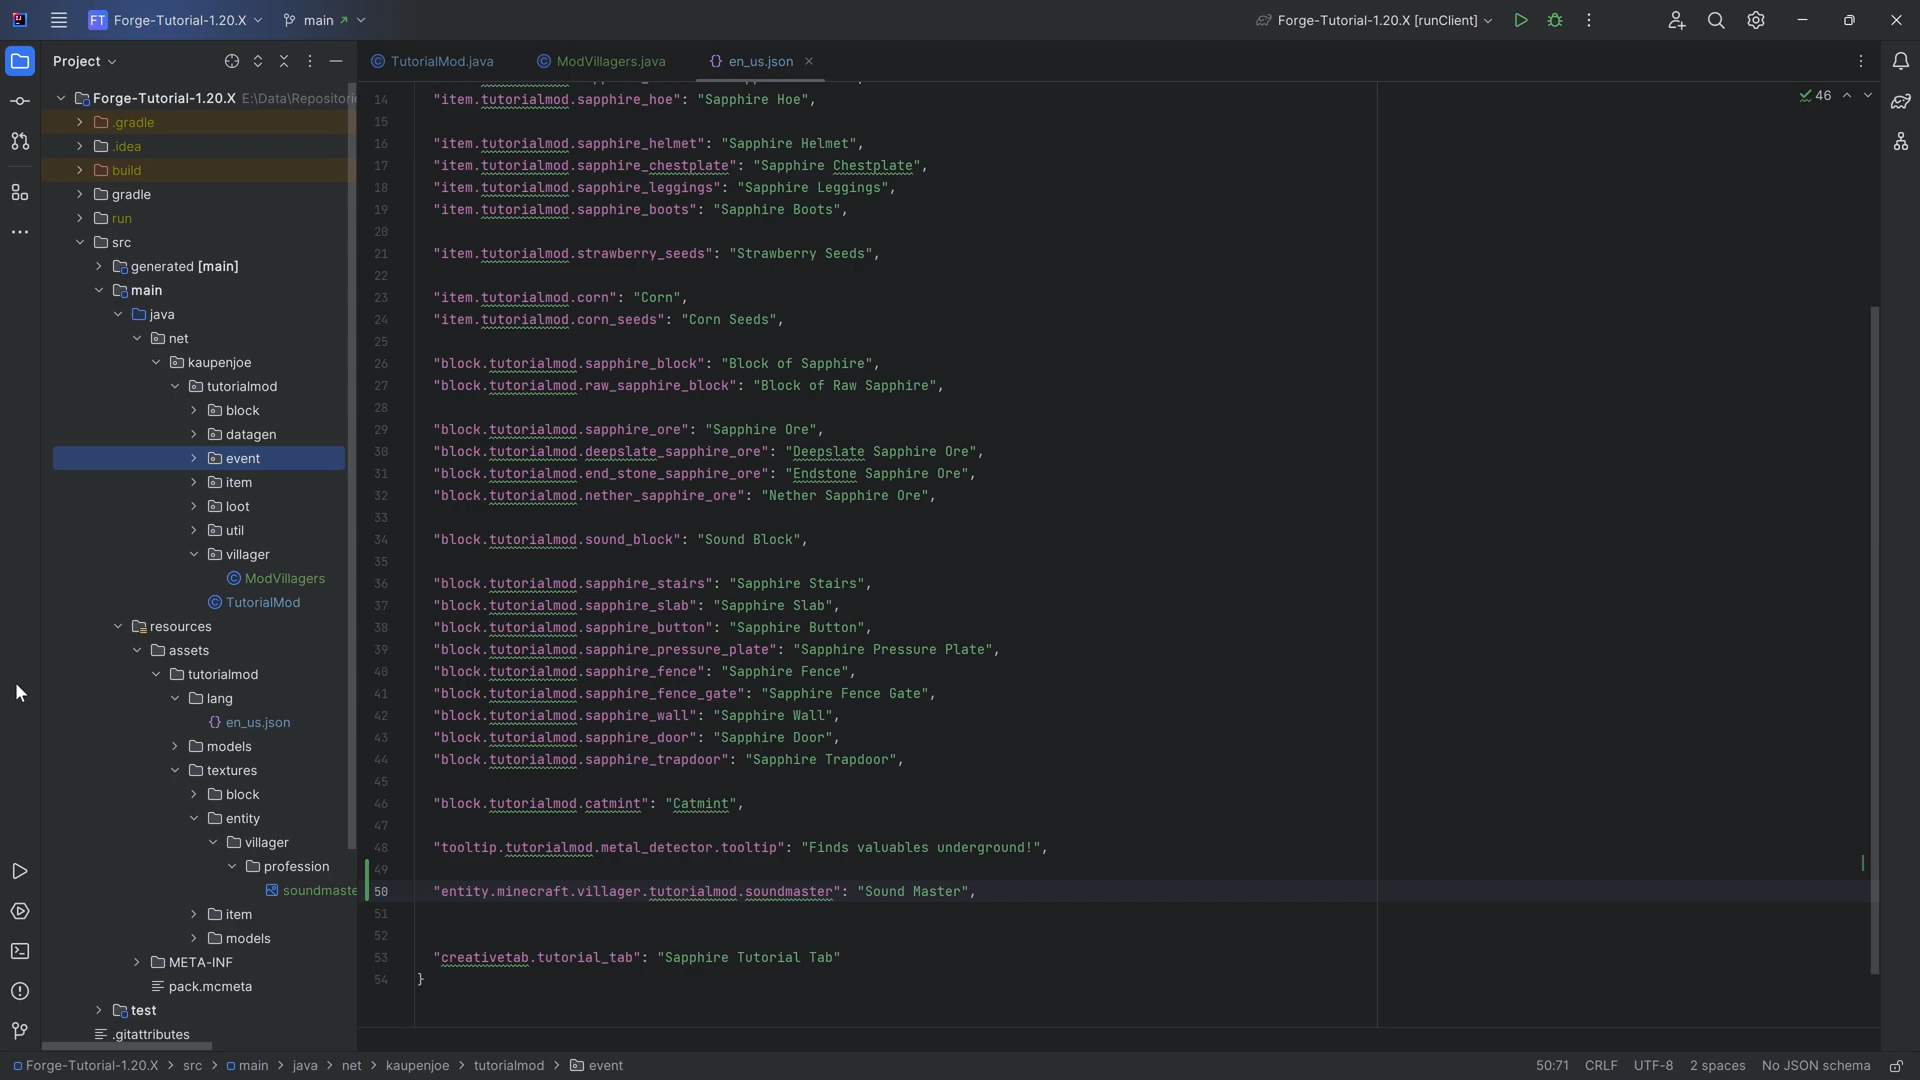 FT Forge-Tutorial-1.20.X main Forge-Tutorial-1.20.X [runClient]
Project TutorialMod.java ModVillagers.java {} en_us.json
Forge-Tutorial-1.20.X E:\Data\Repositori
.gradle
.idea
build
gradle
run
src
generated [main]
main
java
net
kaupenjoe
tutorialmod
block
datagen
event
item
loot
util
villager
ModVillagers
TutorialMod
resources
assets
tutorialmod
lang
{} en_us.json
models
textures
block
entity
villager
profession
soundmaste
item
models
META-INF
pack.mcmeta
test
.gitattributes
46
14 "item.tutorialmod.sapphire_hoe": "Sapphire Hoe",
15
16 "item.tutorialmod.sapphire_helmet": "Sapphire Helmet",
17 "item.tutorialmod.sapphire_chestplate": "Sapphire Chestplate",
18 "item.tutorialmod.sapphire_leggings": "Sapphire Leggings",
19 "item.tutorialmod.sapphire_boots": "Sapphire Boots",
20
21 "item.tutorialmod.strawberry_seeds": "Strawberry Seeds",
22
23 "item.tutorialmod.corn": "Corn",
24 "item.tutorialmod.corn_seeds": "Corn Seeds",
25
26 "block.tutorialmod.sapphire_block": "Block of Sapphire",
27 "block.tutorialmod.raw_sapphire_block": "Block of Raw Sapphire",
28
29 "block.tutorialmod.sapphire_ore": "Sapphire Ore",
30 "block.tutorialmod.deepslate_sapphire_ore": "Deepslate Sapphire Ore",
31 "block.tutorialmod.end_stone_sapphire_ore": "Endstone Sapphire Ore",
32 "block.tutorialmod.nether_sapphire_ore": "Nether Sapphire Ore",
33
34 "block.tutorialmod.sound_block": "Sound Block",
35
36 "block.tutorialmod.sapphire_stairs": "Sapphire Stairs",
37 "block.tutorialmod.sapphire_slab": "Sapphire Slab",
38 "block.tutorialmod.sapphire_button": "Sapphire Button",
39 "block.tutorialmod.sapphire_pressure_plate": "Sapphire Pressure Plate",
40 "block.tutorialmod.sapphire_fence": "Sapphire Fence",
41 "block.tutorialmod.sapphire_fence_gate": "Sapphire Fence Gate",
42 "block.tutorialmod.sapphire_wall": "Sapphire Wall",
43 "block.tutorialmod.sapphire_door": "Sapphire Door",
44 "block.tutorialmod.sapphire_trapdoor": "Sapphire Trapdoor",
45
46 "block.tutorialmod.catmint": "Catmint",
47
48 "tooltip.tutorialmod.metal_detector.tooltip": "Finds valuables underground!",
49
50 "entity.minecraft.villager.tutorialmod.soundmaster": "Sound Master",
51
52
53 "creativetab.tutorial_tab": "Sapphire Tutorial Tab"
54 }
Forge-Tutorial-1.20.X > src > main > java > net > kaupenjoe > tutorialmod > event 50:71 CRLF UTF-8 2 spaces No JSON schema